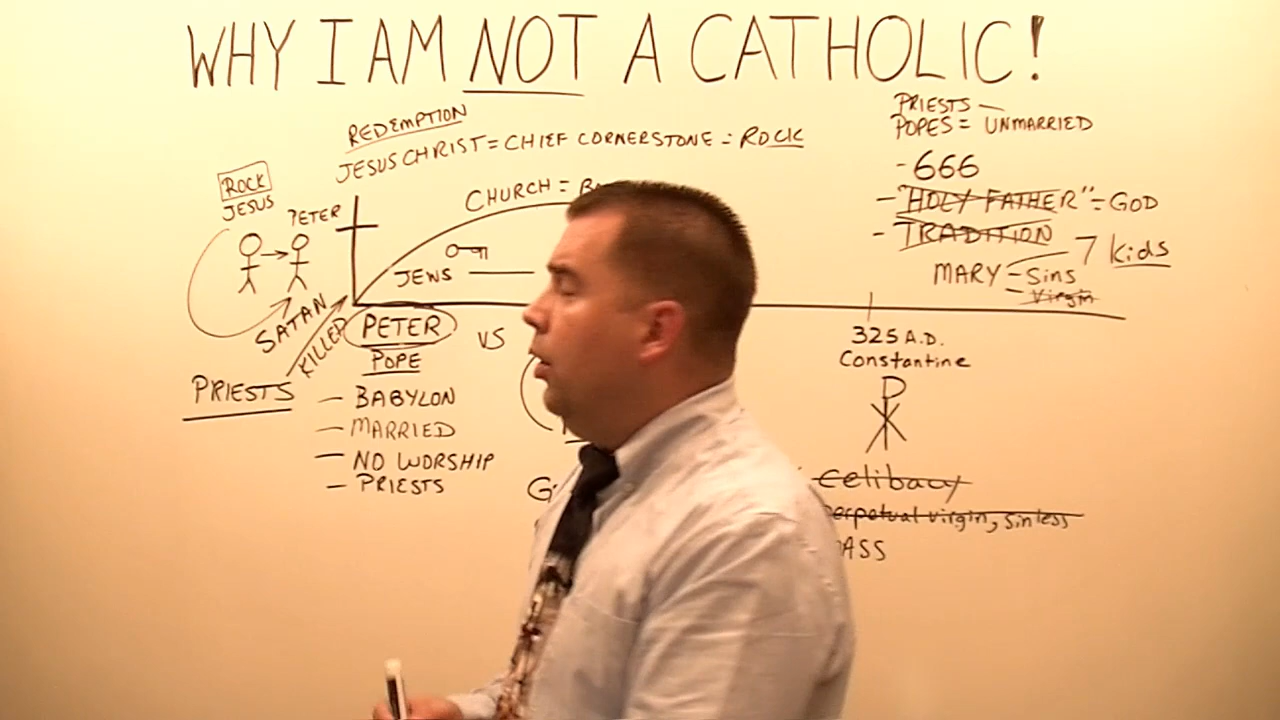 WHY I AM NOT A CATHOLIC!
REDEMPTION
JESUS CHRIST = CHIEF CORNERSTONE = ROCK
CHURCH =
ROCK
JESUS
PETER
JEWS
SATAN
KILLED
PRIESTS
PETER
VS
POPE
- BABYLON
- MARRIED
- NO WORSHIP
- PRIESTS
PRIESTS -
POPES = UNMARRIED
- 666
- "HOLY FATHER" = GOD
- TRADITION
7 Kids
MARY - Sins
- Virgin
325 A.D.
Constantine
celibacy
perpetual virgin, sinless